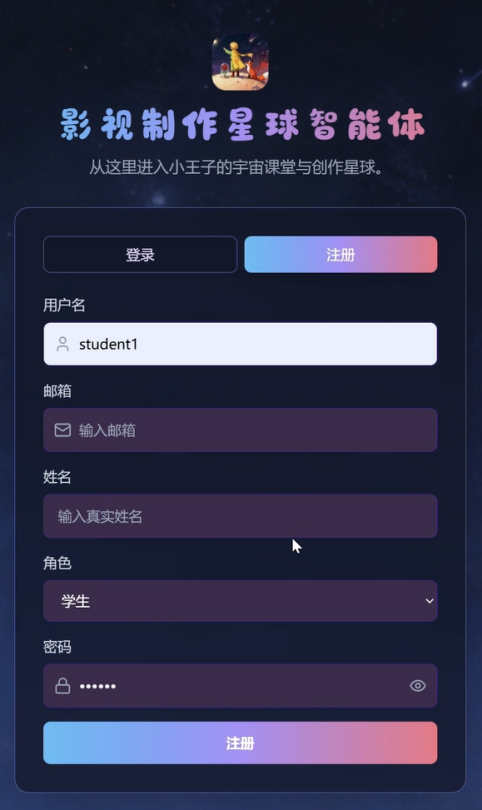 影视制作星球智能体
从这里进入小王子的宇宙课堂与创作星球。
登录
注册
用户名
student1
邮箱
输入邮箱
姓名
输入真实姓名
角色
学生
密码
••••••
注册